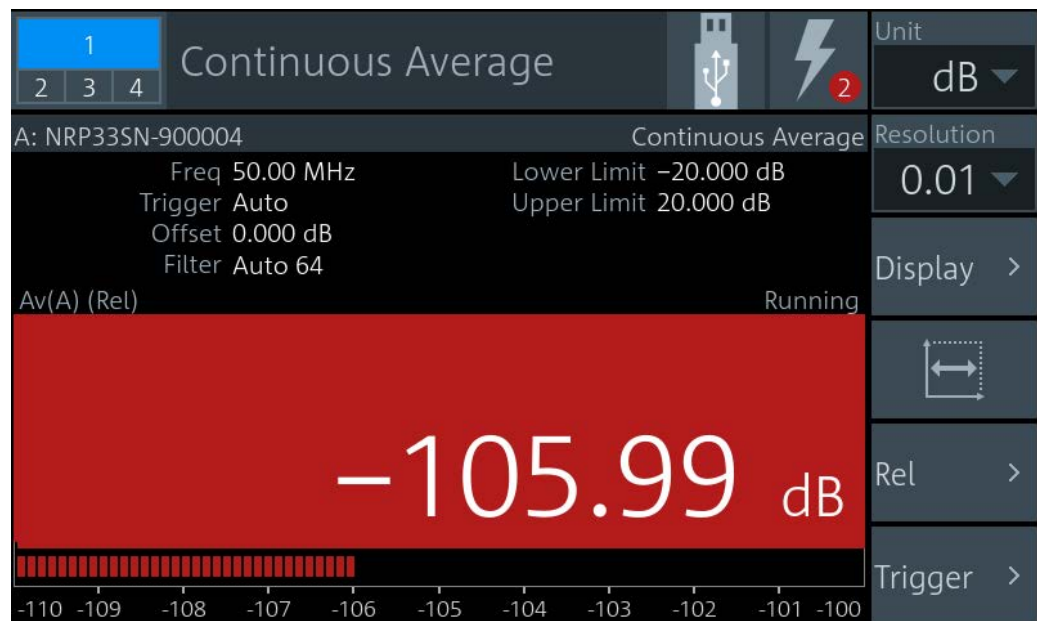 1
2 3 4
Continuous Average
2
Unit
dB
A: NRP33SN-900004
Continuous Average
Resolution
0.01
Freq 50.00 MHz
Lower Limit –20.000 dB
Trigger Auto
Upper Limit 20.000 dB
Offset 0.000 dB
Filter Auto 64
Display >
Av(A) (Rel)
Running
–105.99 dB
Rel >
Trigger >
-110 -109 -108 -107 -106 -105 -104 -103 -102 -101 -100